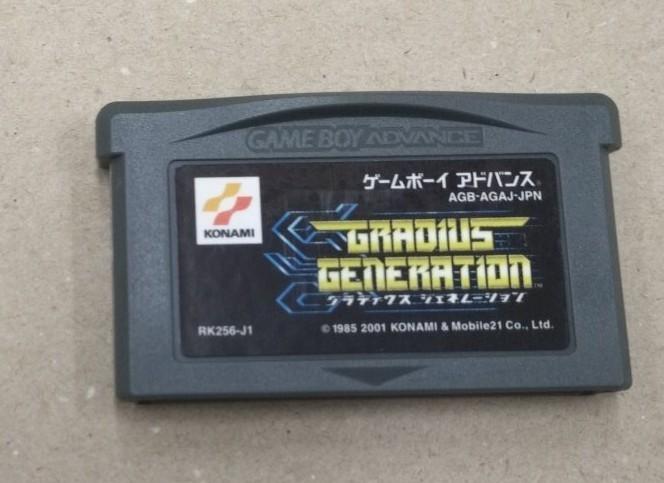 GAME BOY ADVANCE
ゲームボーイ アドバンス
AGB-AGAJ-JPN
KONAMI
GRADIUS
GENERATION™
グラディウス ジェネレーション
RK256-J1
© 1985 2001 KONAMI & Mobile21 Co., Ltd.